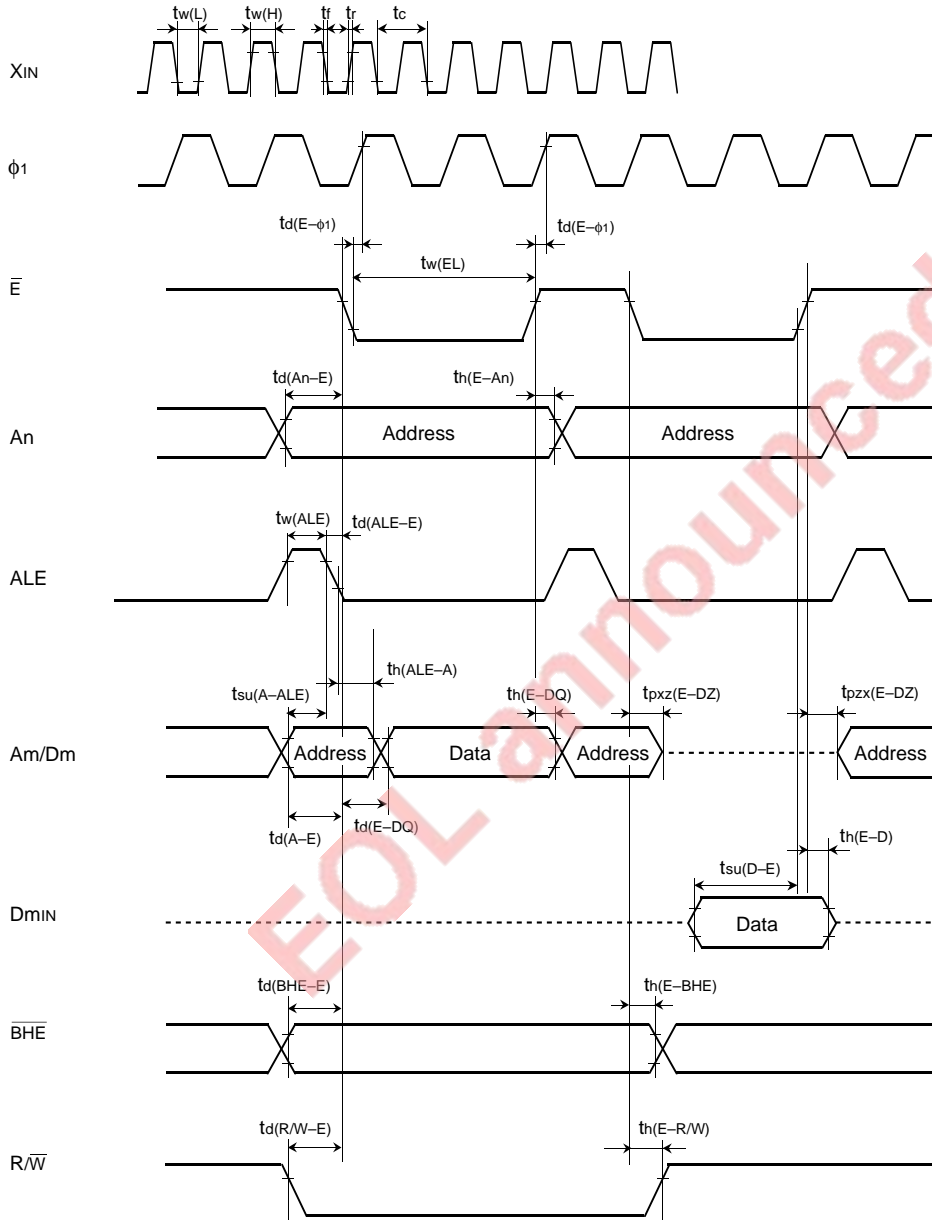 tw(L) tw(H) tf tr tc
XIN
ϕ1
td(E–ϕ1) td(E–ϕ1)
tw(EL)
E̅
td(An–E) th(E–An)
An Address Address
tw(ALE) td(ALE–E)
ALE
th(ALE–A)
tsu(A–ALE) th(E–DQ) tpxz(E–DZ) tpzx(E–DZ)
Am/Dm Address Data Address Address
td(A–E) td(E–DQ)
th(E–D)
tsu(D–E)
DmIN Data
td(BHE–E) th(E–BHE)
B̅H̅E̅
td(R/W–E) th(E–R/W)
R/W̅
EOL announced